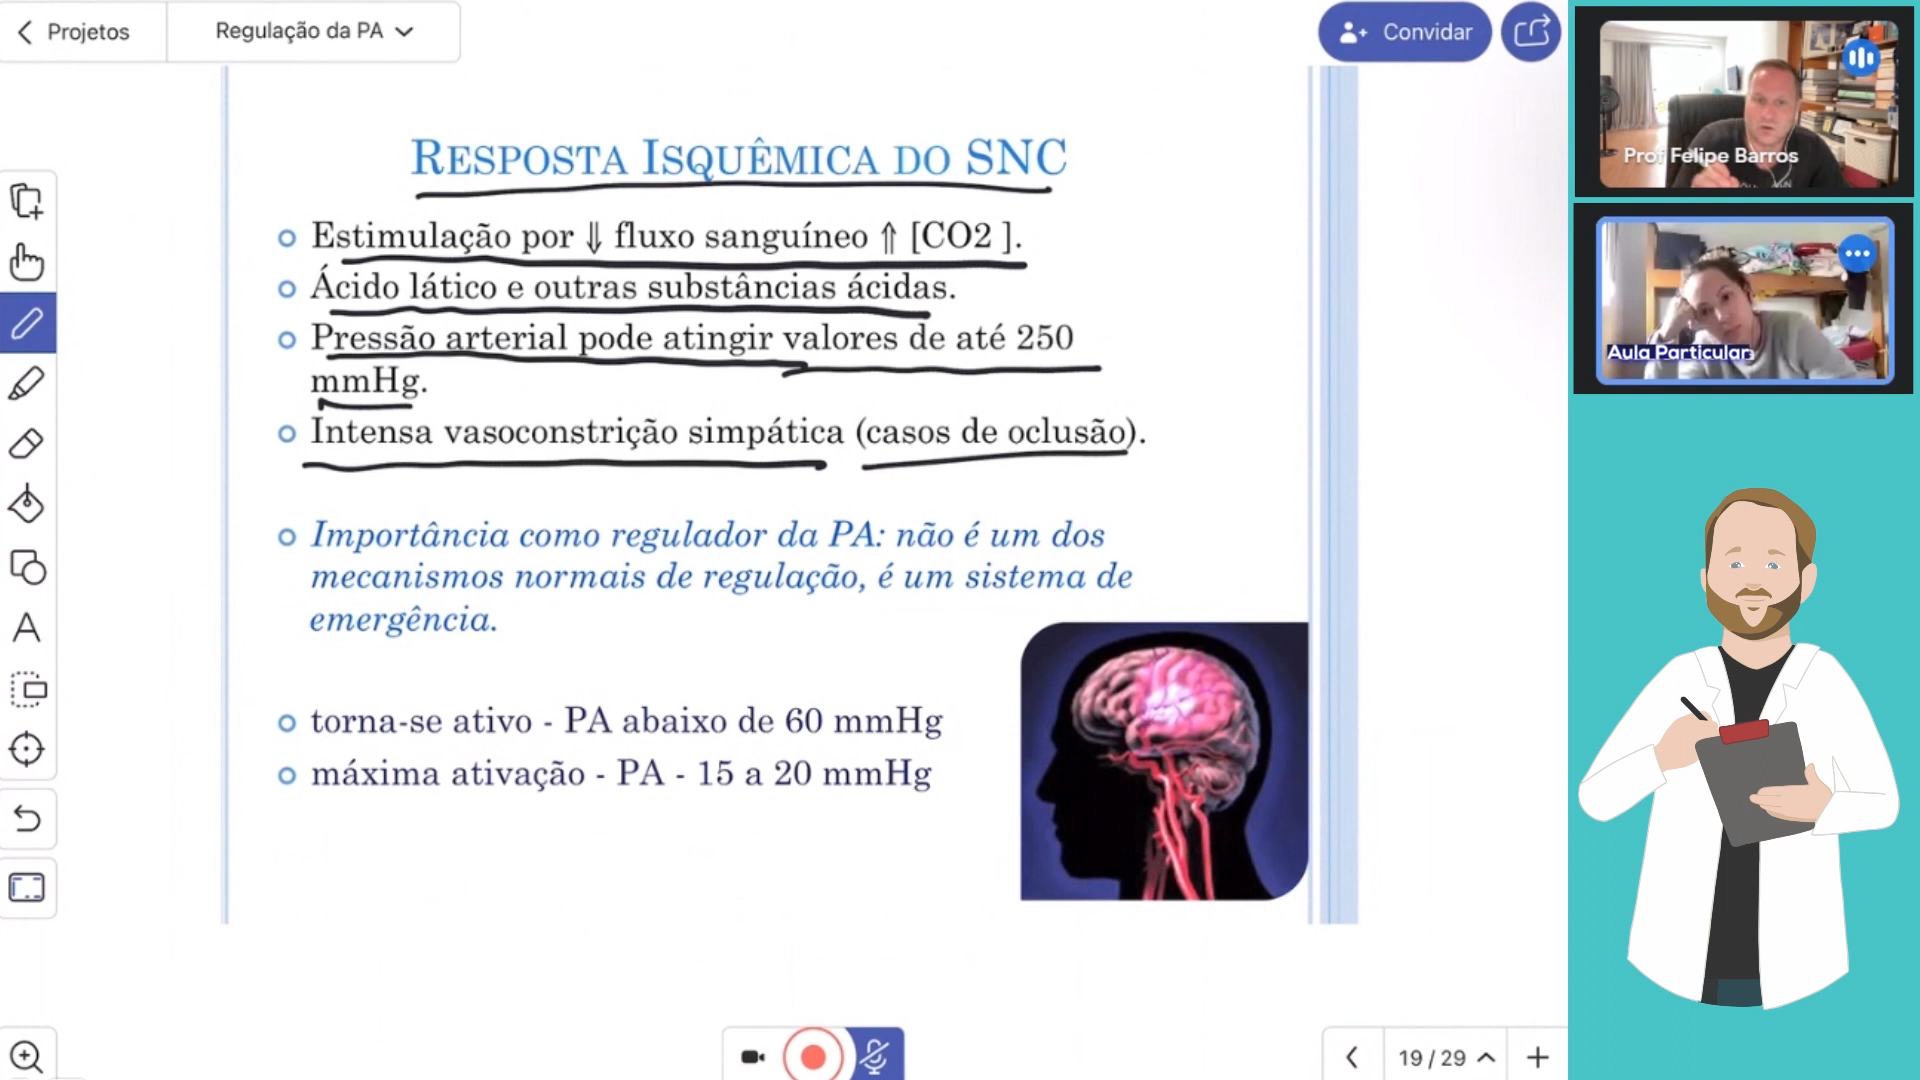 Projetos
Regulação da PA
Convidar
RESPOSTA ISQUÊMICA DO SNC
Estimulação por ⇓ fluxo sanguíneo ⇑ [CO2 ].
Ácido lático e outras substâncias ácidas.
Pressão arterial pode atingir valores de até 250
mmHg.
Intensa vasoconstrição simpática (casos de oclusão).
Importância como regulador da PA: não é um dos
mecanismos normais de regulação, é um sistema de
emergência.
torna-se ativo - PA abaixo de 60 mmHg
máxima ativação - PA - 15 a 20 mmHg
A
19 / 29
Prof Felipe Barros
Aula Particular